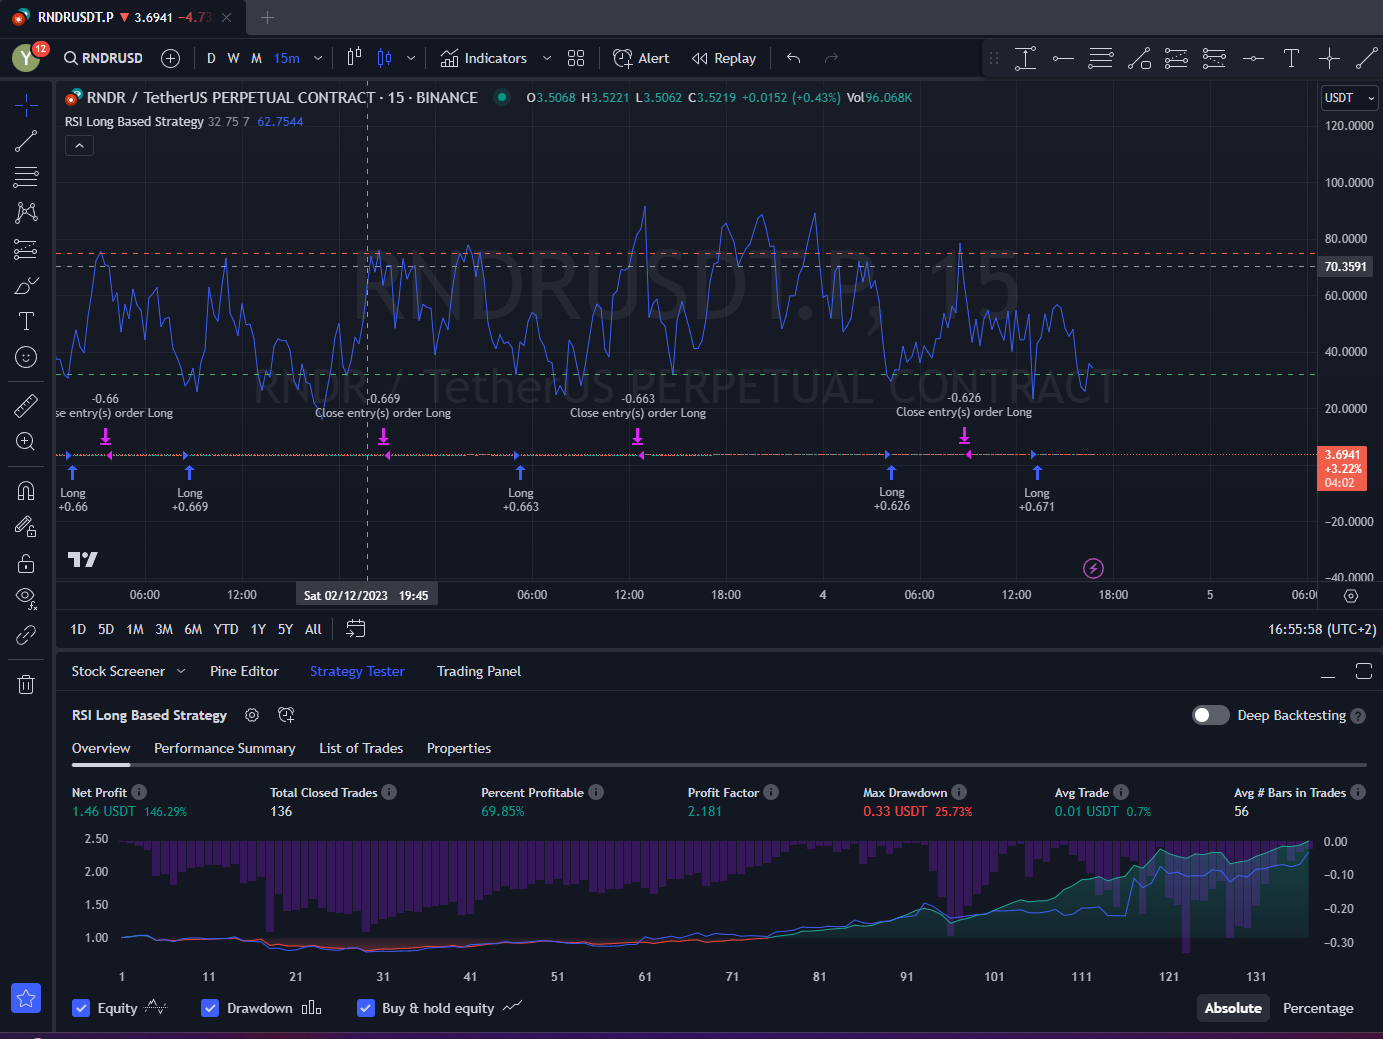 RNDRUSDT.P ▼ 3.6941 −4.73
Y 12 RNDRUSD D W M 15m Indicators Alert Replay
RNDR / TetherUS PERPETUAL CONTRACT · 15 · BINANCE O3.5068 H3.5221 L3.5062 C3.5219 +0.0152 (+0.43%) Vol96.068K
USDT
RSI Long Based Strategy 32 75 7 62.7544
120.0000
100.0000
80.0000
70.3591
60.0000
40.0000
20.0000
3.6941
+3.22%
04:02
−20.0000
−40.0000
RNDRUSDT.P, 15
RNDR / TetherUS PERPETUAL CONTRACT
-0.66 -0.669 -0.663 -0.626
se entry(s) order Long Close entry(s) order Long Close entry(s) order Long Close entry(s) order Long
Long Long Long Long Long
+0.66 +0.669 +0.663 +0.626 +0.671
06:00 12:00 Sat 02/12/2023 19:45 06:00 12:00 18:00 4 06:00 12:00 18:00 5 06:0
1D 5D 1M 3M 6M YTD 1Y 5Y All 16:55:58 (UTC+2)
Stock Screener Pine Editor Strategy Tester Trading Panel
RSI Long Based Strategy Deep Backtesting
Overview Performance Summary List of Trades Properties
Net Profit Total Closed Trades Percent Profitable Profit Factor Max Drawdown Avg Trade Avg # Bars in Trades
1.46 USDT 146.29% 136 69.85% 2.181 0.33 USDT 25.73% 0.01 USDT 0.7% 56
2.50 0.00
2.00 −0.10
1.50 −0.20
1.00 −0.30
1 11 21 31 41 51 61 71 81 91 101 111 121 131
Equity Drawdown Buy & hold equity Absolute Percentage